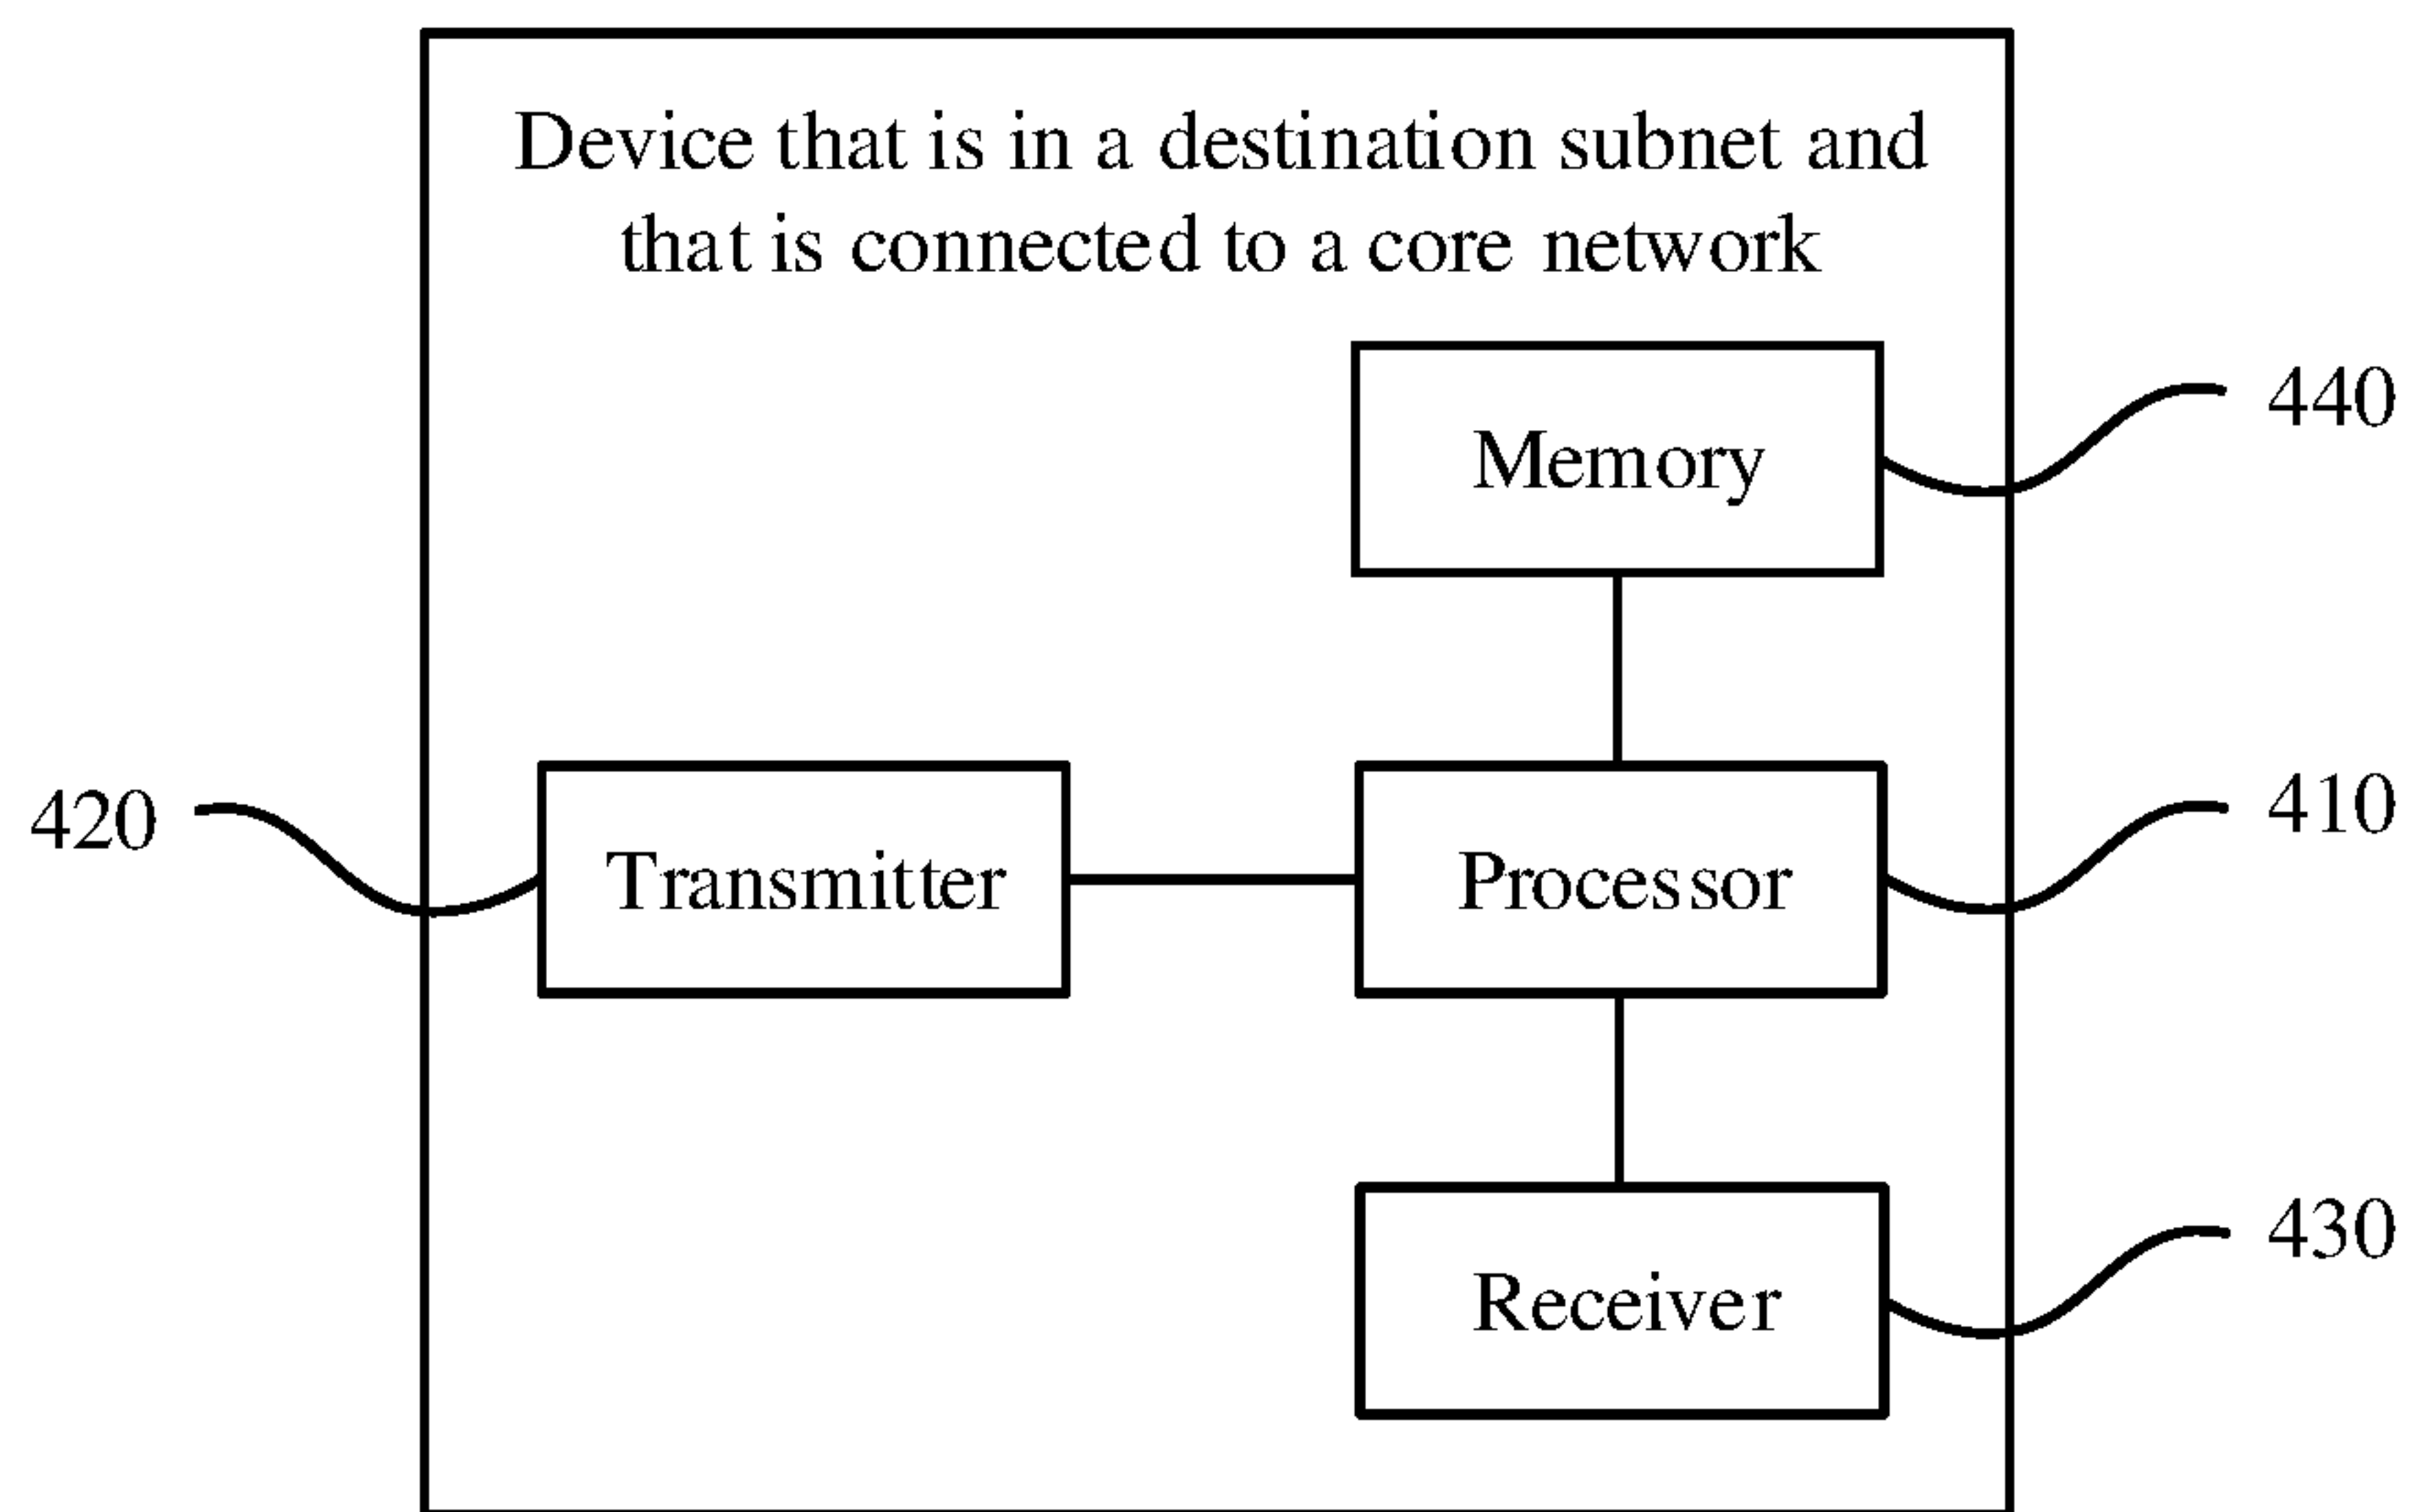 Device that is in a destination subnet and
that is connected to a core network
Memory
440
420
Transmitter
Processor
410
Receiver
430